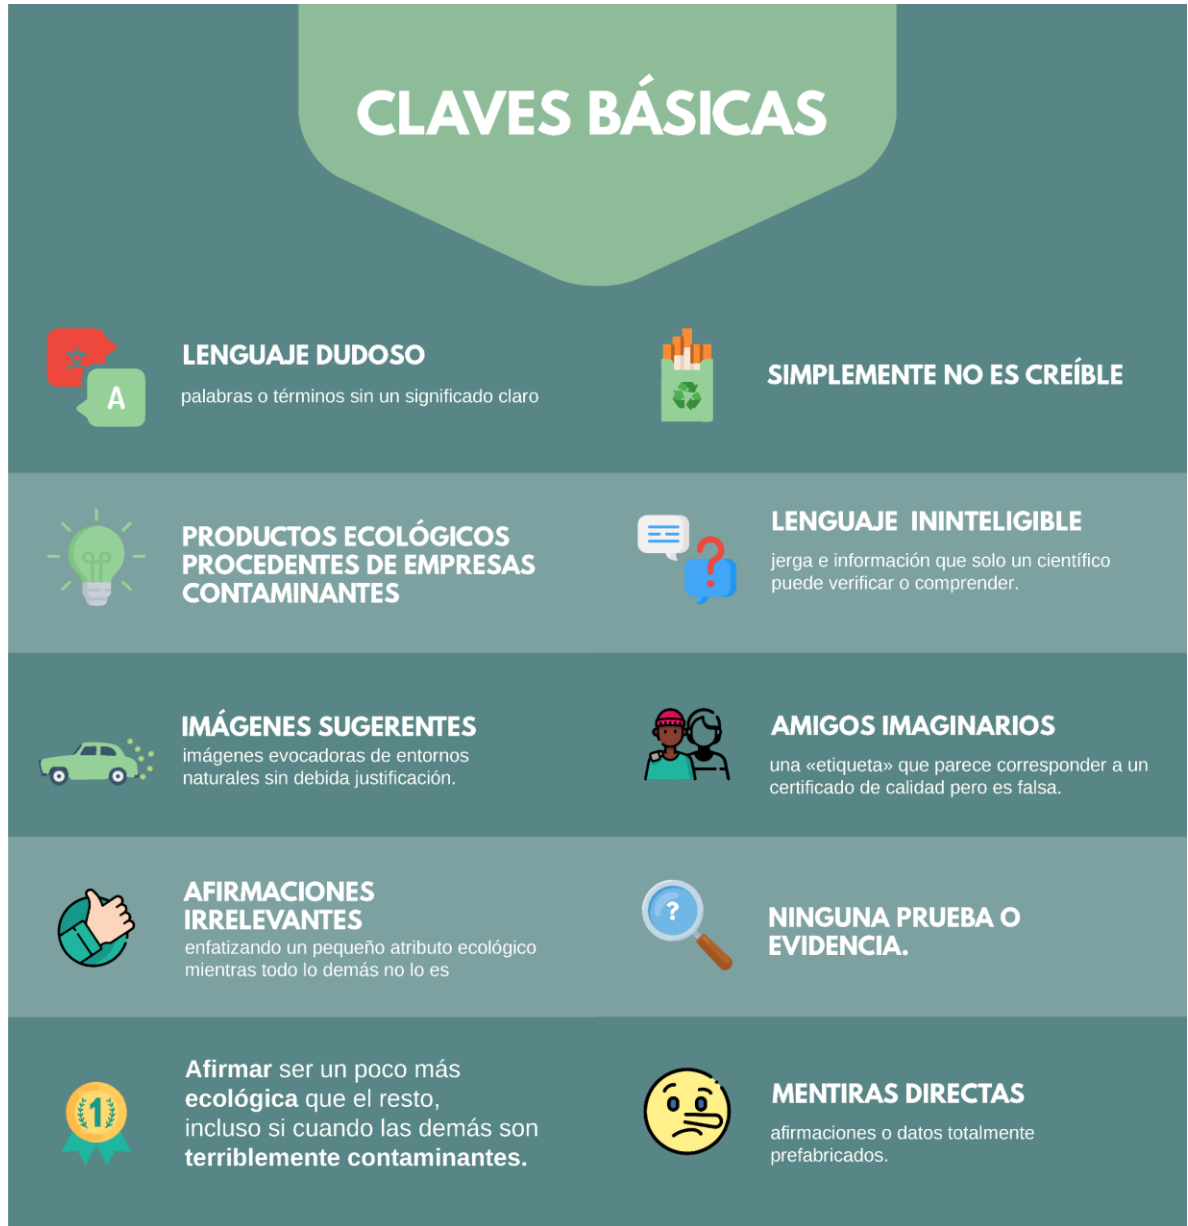 CLAVES BÁSICAS
文
A
LENGUAJE DUDOSO
palabras o términos sin un significado claro
SIMPLEMENTE NO ES CREÍBLE
PRODUCTOS ECOLÓGICOS
PROCEDENTES DE EMPRESAS
CONTAMINANTES
?
LENGUAJE ININTELIGIBLE
jerga e información que solo un científico
puede verificar o comprender.
IMÁGENES SUGERENTES
imágenes evocadoras de entornos
naturales sin debida justificación.
AMIGOS IMAGINARIOS
una «etiqueta» que parece corresponder a un
certificado de calidad pero es falsa.
AFIRMACIONES
IRRELEVANTES
enfatizando un pequeño atributo ecológico
mientras todo lo demás no lo es
?
NINGUNA PRUEBA O
EVIDENCIA.
1
Afirmar ser un poco más
ecológica que el resto,
incluso si cuando las demás son
terriblemente contaminantes.
MENTIRAS DIRECTAS
afirmaciones o datos totalmente
prefabricados.